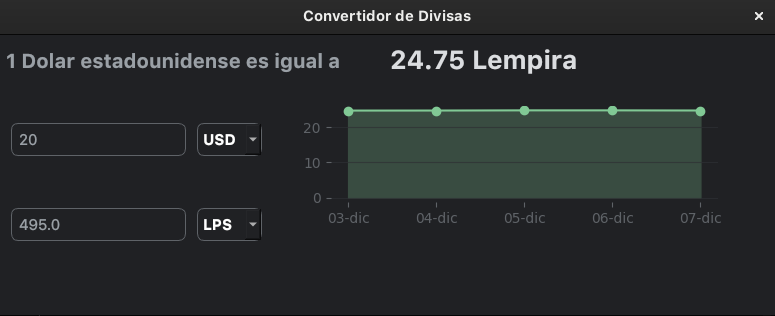 Convertidor de Divisas
×
1 Dolar estadounidense es igual a
24.75 Lempira
20
USD
495.0
LPS
20
10
0
03-dic
04-dic
05-dic
06-dic
07-dic